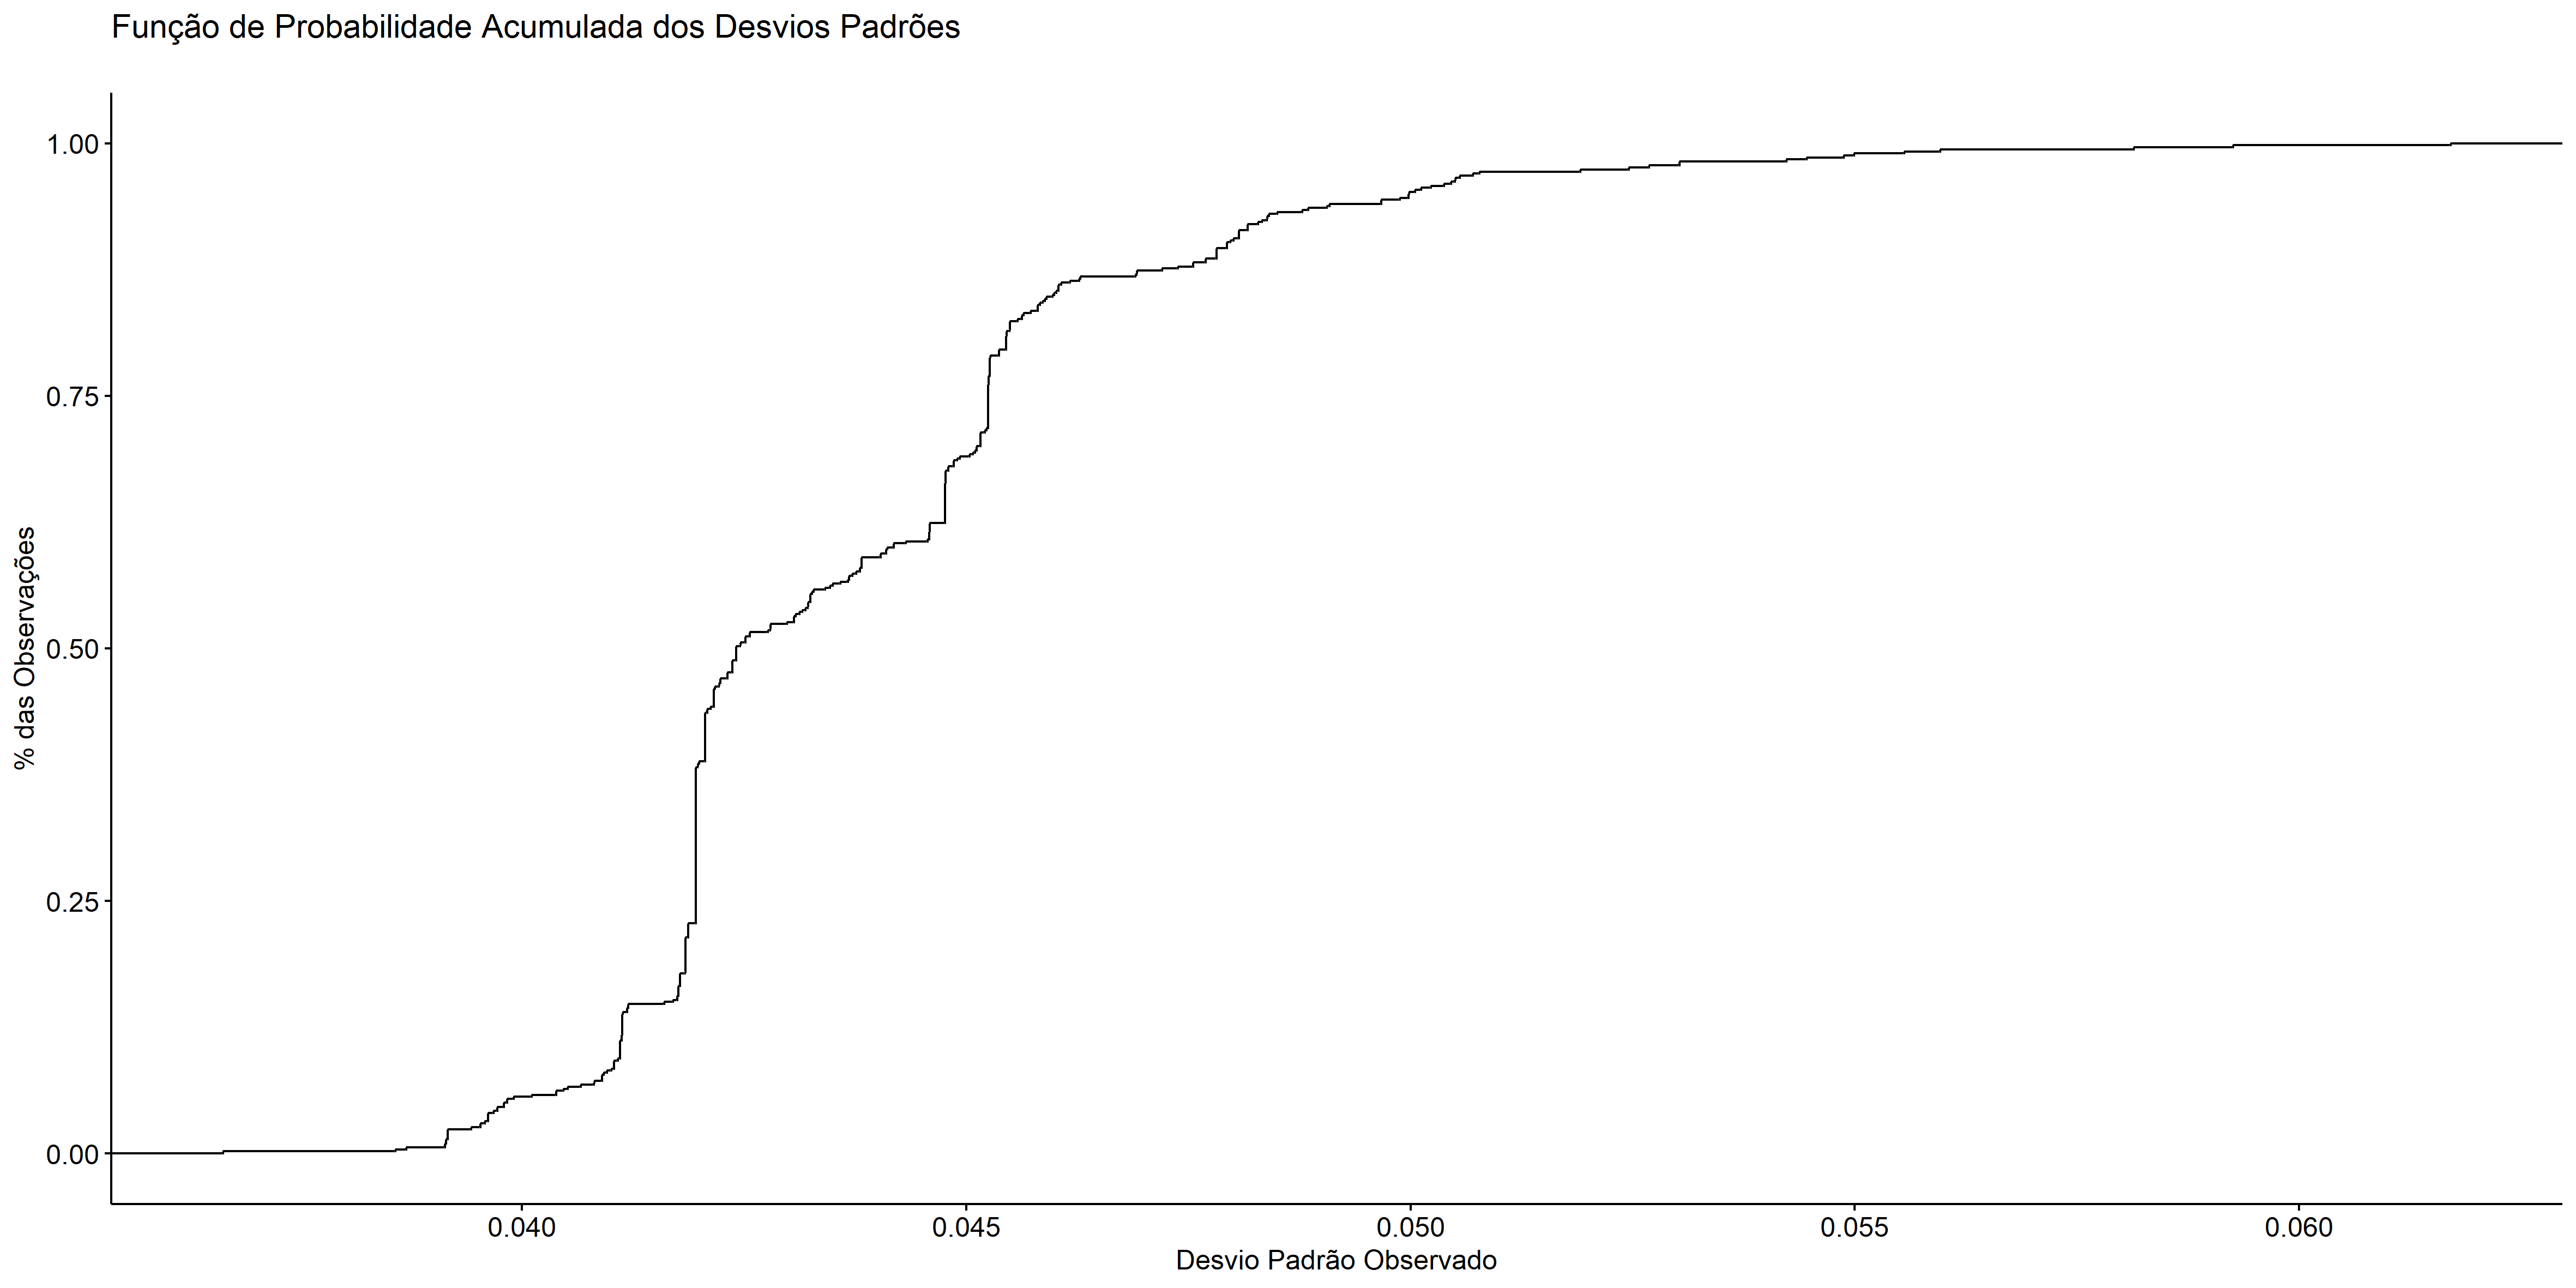 Função de Probabilidade Acumulada dos Desvios Padrões
1.00
0.75
0.50
0.25
0.00
% das Observações
0.040 0.045 0.050 0.055 0.060
Desvio Padrão Observado